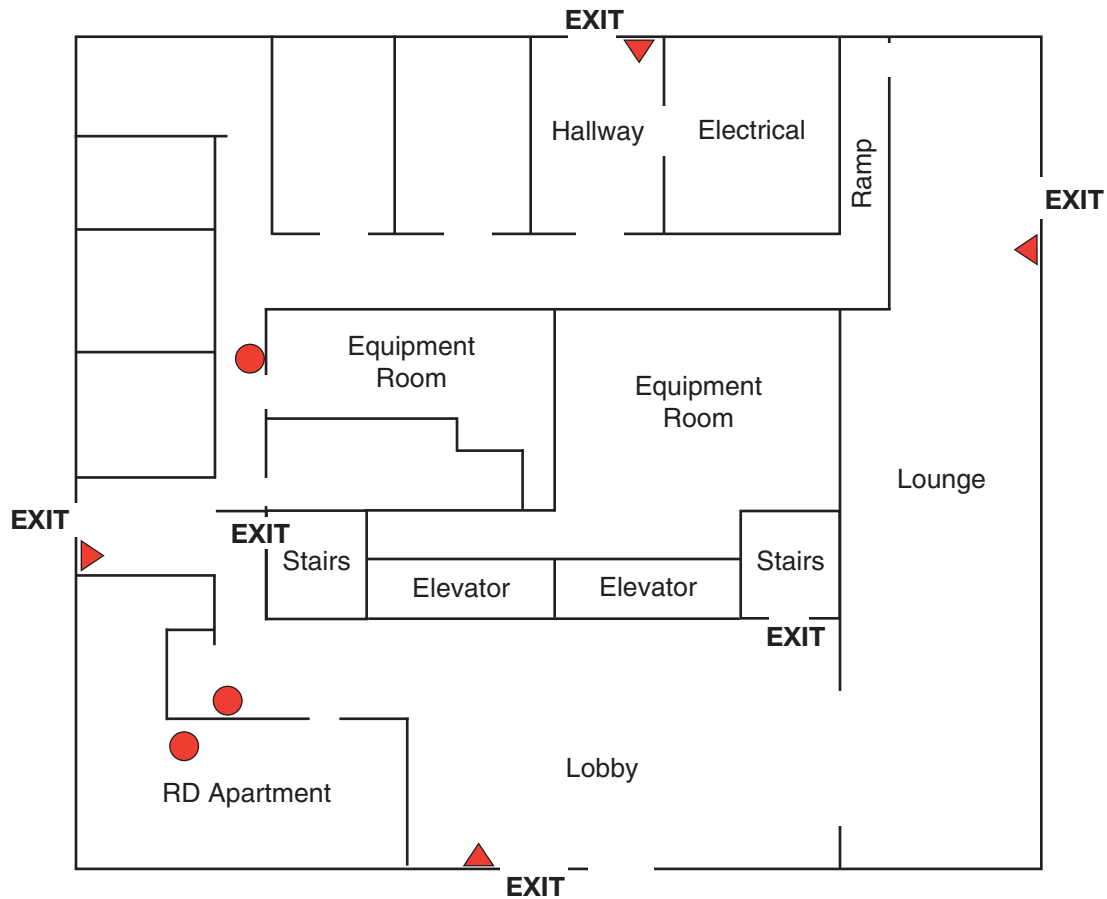 EXIT
Hallway
Electrical
Ramp
EXIT
Equipment
Room
Equipment
Room
Lounge
EXIT
EXIT
Stairs
Elevator
Elevator
Stairs
EXIT
Lobby
RD Apartment
EXIT